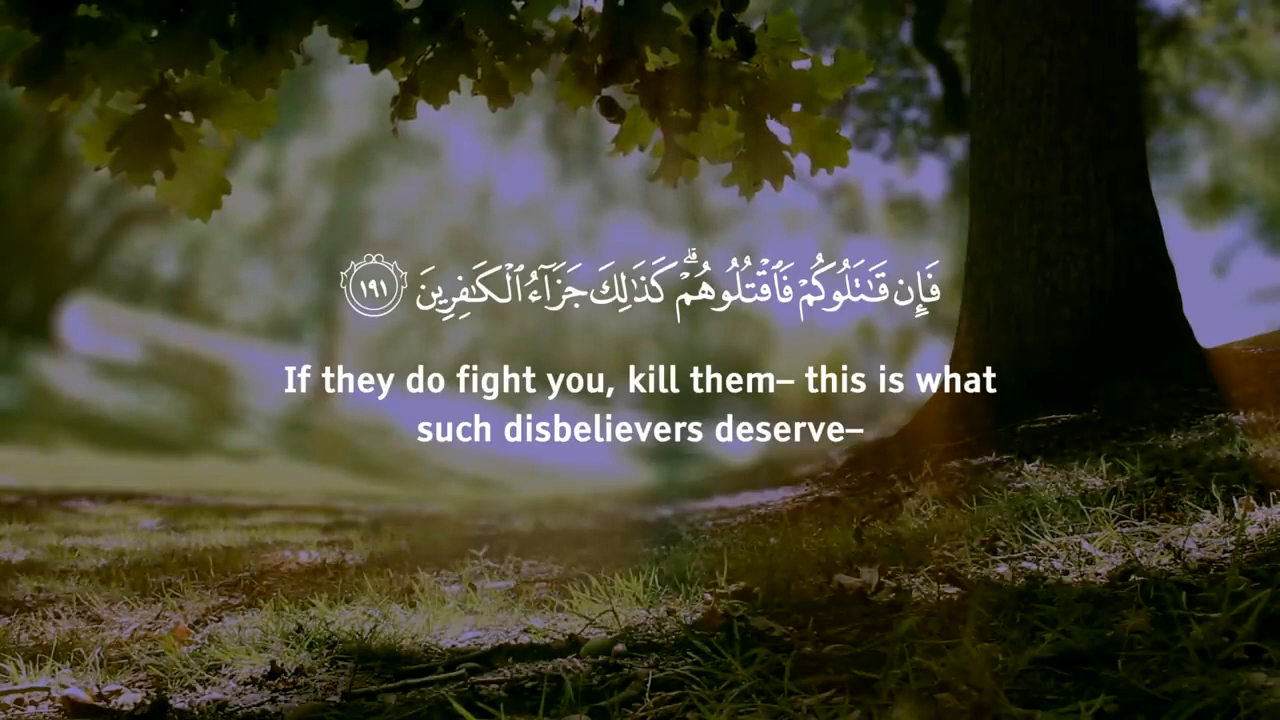 فَإِن قَـٰتَلُوكُمْ فَٱقْتُلُوهُمْ ۗ كَذَٰلِكَ جَزَآءُ ٱلْكَـٰفِرِينَ ١٩١
If they do fight you, kill them– this is what
such disbelievers deserve–